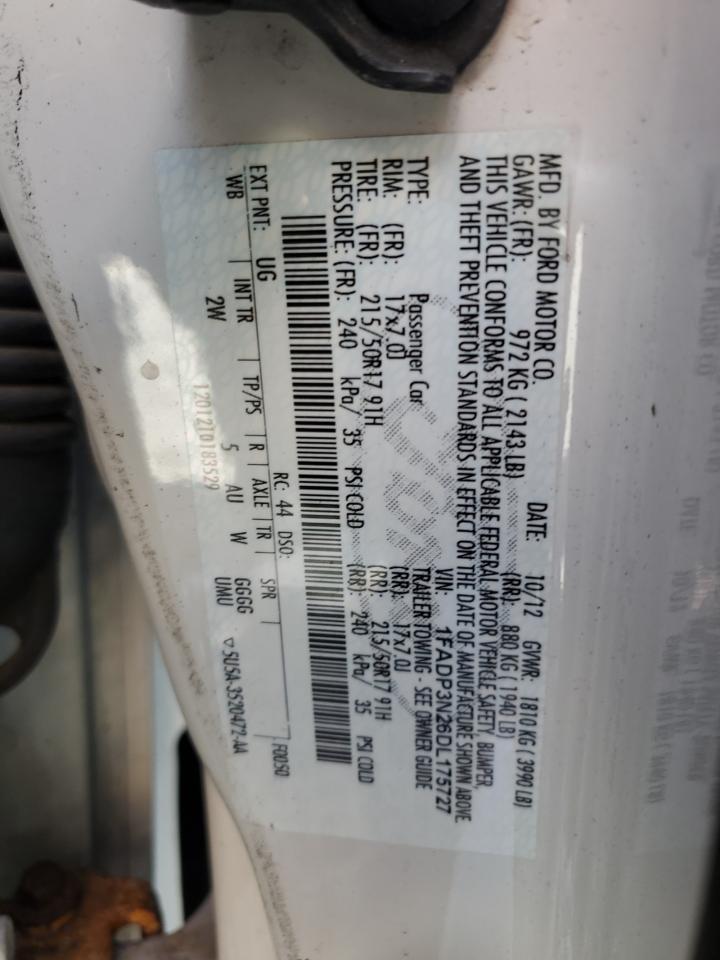 MFD. BY FORD MOTOR CO. DATE: 10/12 GVWR: 1810 KG ( 3990 LB)
GAWR: (FR): 972 KG ( 2143 LB) (RR): 880 KG ( 1940 LB)
THIS VEHICLE CONFORMS TO ALL APPLICABLE FEDERAL MOTOR VEHICLE SAFETY, BUMPER,
AND THEFT PREVENTION STANDARDS IN EFFECT ON THE DATE OF MANUFACTURE SHOWN ABOVE.
VIN: 1FADP3N26DL175727
TYPE: Passenger Car TRAILER TOWING - SEE OWNER GUIDE
RIM: (FR): 17x7.0J (RR): 17x7.0J
TIRE: (FR): 215/50R17 91H (RR): 215/50R17 91H
PRESSURE: (FR): 240 kPa/ 35 PSI COLD (RR): 240 kPa/ 35 PSI COLD
RC: 44 DSO: F0050
EXT PNT: UG
WB INT TR TP/PS R AXLE TR SPR
2W 5 AU W GGGG
UMU
▽5U5A-3520472-AA
12012T0183529